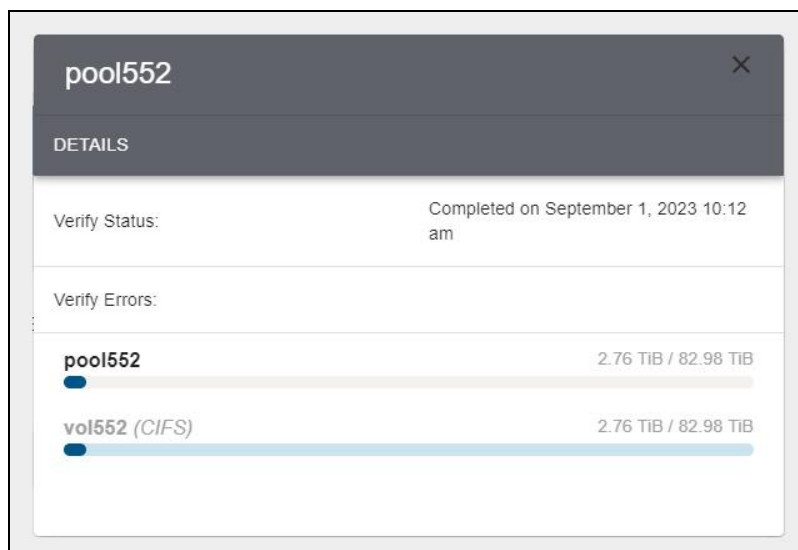 pool552
DETAILS
Verify Status:
Completed on September 1, 2023 10:12
am
Verify Errors:
pool552
2.76 TiB / 82.98 TiB
vol552 (CIFS)
2.76 TiB / 82.98 TiB